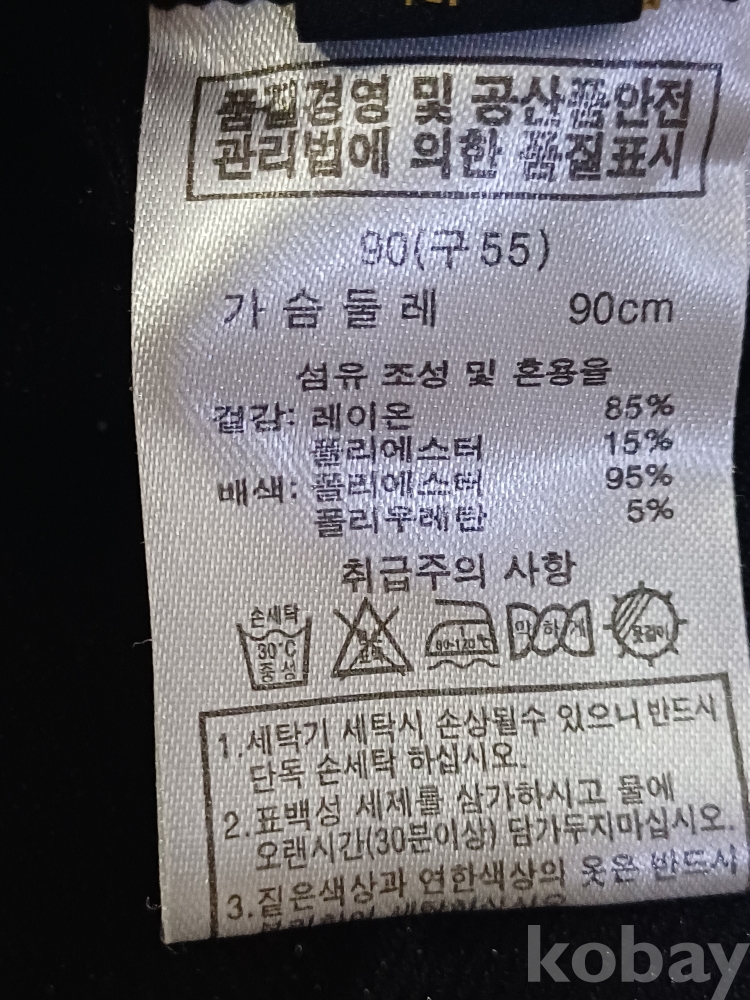 품질경영 및 공산품안전
관리법에 의한 품질표시
90(구 55)
가 슴 둘 레 90cm
섬유 조성 및 혼용율
겉감: 레이온 85%
폴리에스터 15%
배색: 폴리에스터 95%
폴리우레탄 5%
취급주의 사항
손세탁
30°C
중성
80-120°C
약하게
옷걸이
1.세탁기 세탁시 손상될수 있으니 반드시
단독 손세탁 하십시오.
2.표백성 세제를 삼가하시고 물에
오랜시간(30분이상) 담가두지마십시오.
3.짙은색상과 연한색상의 옷은 반드시
kobay